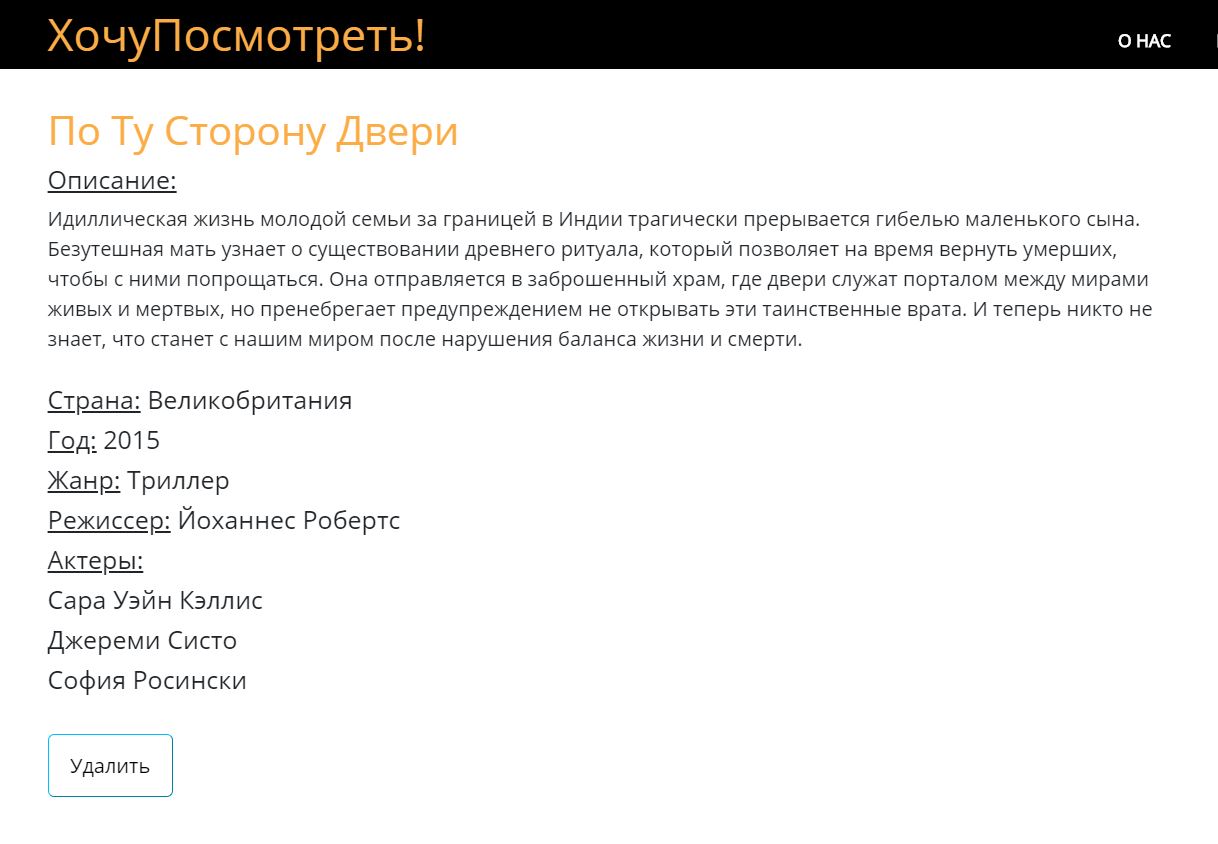 ХочуПосмотреть!
О НАС
По Ту Сторону Двери
Описание:
Идиллическая жизнь молодой семьи за границей в Индии трагически прерывается гибелью маленького сына.
Безутешная мать узнает о существовании древнего ритуала, который позволяет на время вернуть умерших,
чтобы с ними попрощаться. Она отправляется в заброшенный храм, где двери служат порталом между мирами
живых и мертвых, но пренебрегает предупреждением не открывать эти таинственные врата. И теперь никто не
знает, что станет с нашим миром после нарушения баланса жизни и смерти.
Страна: Великобритания
Год: 2015
Жанр: Триллер
Режиссер: Йоханнес Робертс
Актеры:
Сара Уэйн Кэллис
Джереми Систо
София Росински
Удалить